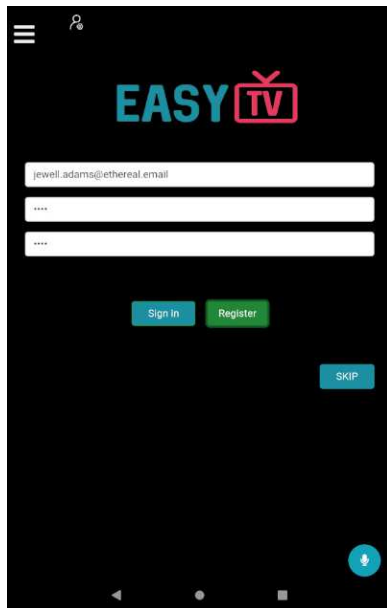 EASY TV
jewell.adams@ethereal.email
····
····
Sign in
Register
SKIP